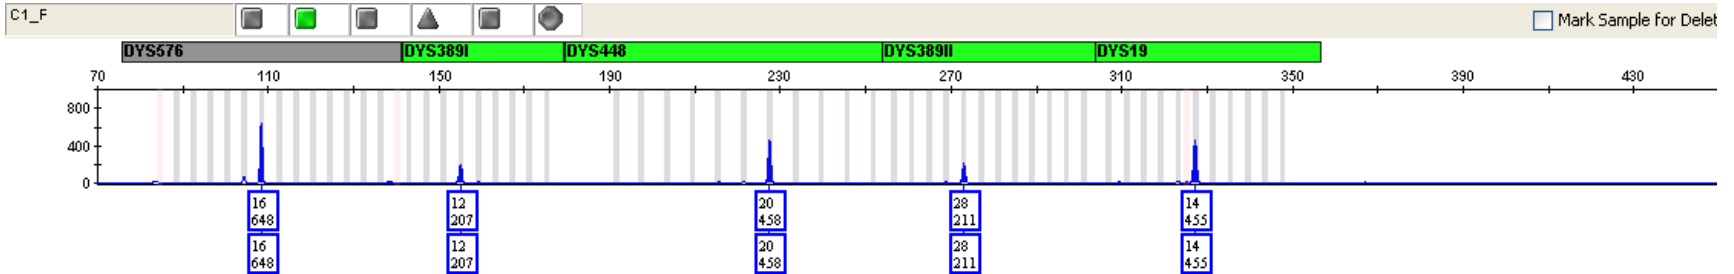 C1_F
Mark Sample for Delet
DYS576 DYS389I DYS448 DYS389II DYS19
70 110 150 190 230 270 310 350 390 430
800
400
0
16 12 20 28 14
648 207 458 211 455
16 12 20 28 14
648 207 458 211 455